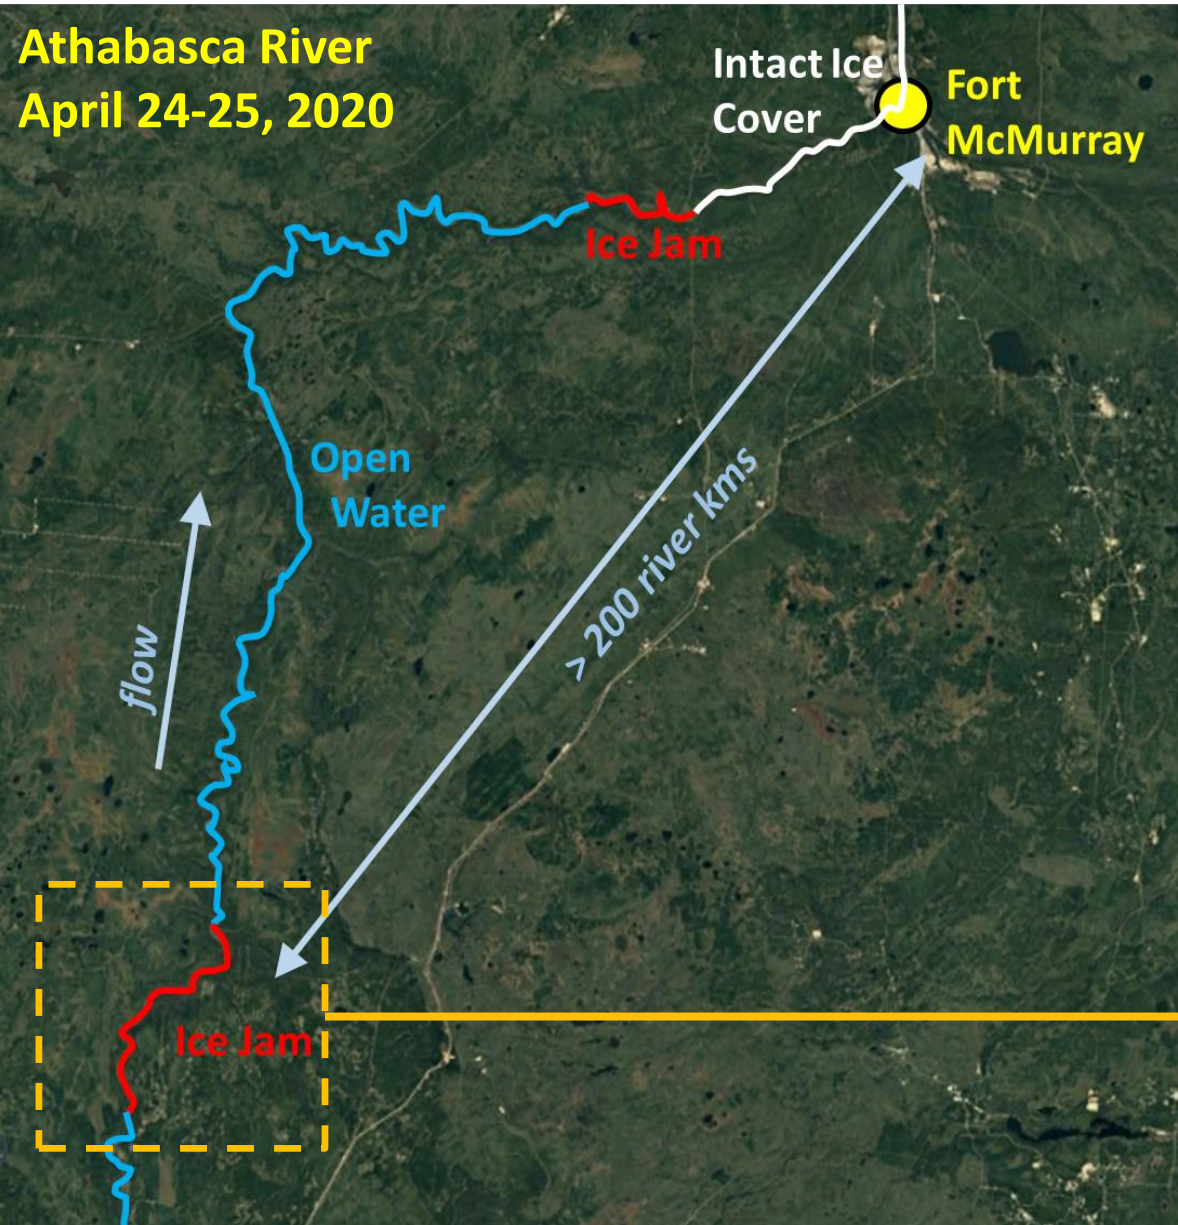 Athabasca River
April 24-25, 2020
Intact Ice
Cover
Fort
McMurray
Ice Jam
Open
Water
> 200 river kms
flow
Ice Jam